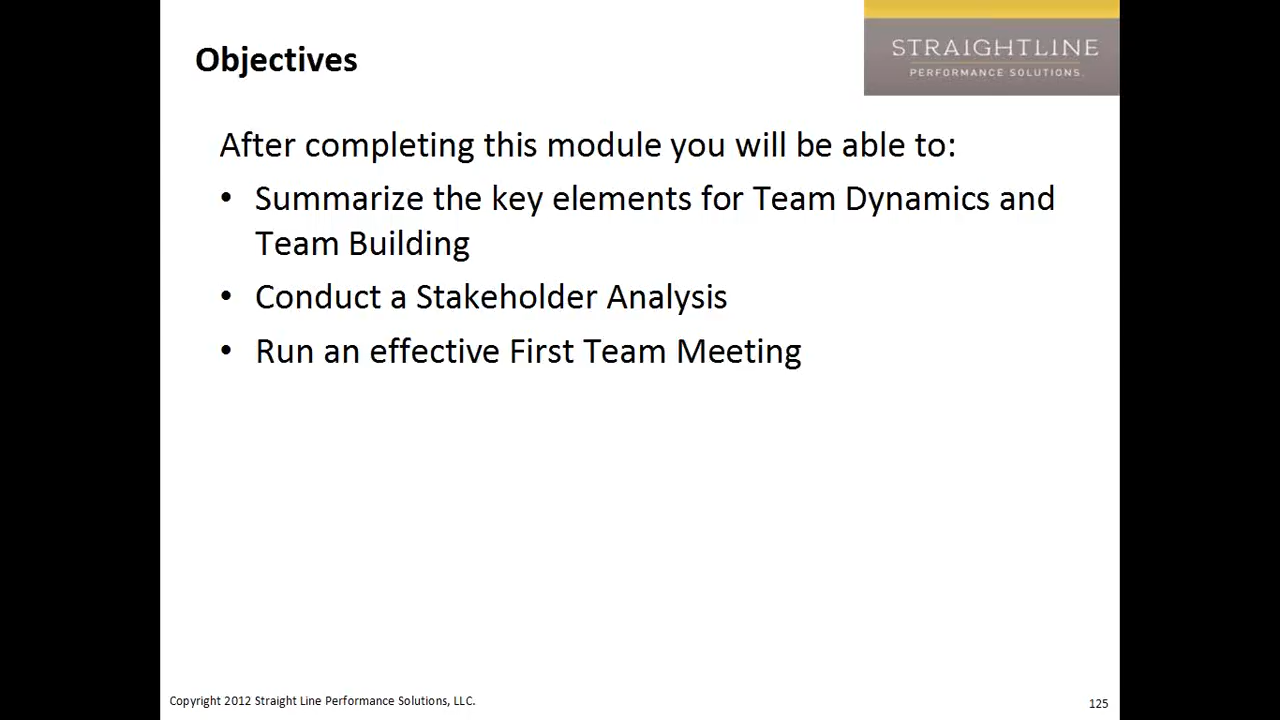 Objectives
STRAIGHTLINE
PERFORMANCE SOLUTIONS.
After completing this module you will be able to:
• Summarize the key elements for Team Dynamics and
Team Building
• Conduct a Stakeholder Analysis
• Run an effective First Team Meeting
Copyright 2012 Straight Line Performance Solutions, LLC.
125